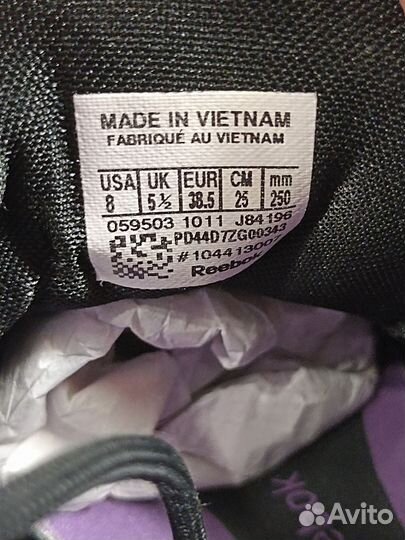 MADE IN VIETNAM
FABRIQUÉ AU VIETNAM
USA UK EUR CM mm
8 5½ 38.5 25 250
059503 1011 J84196
PD44D7ZG00343
#104413007
Reebok
Avito